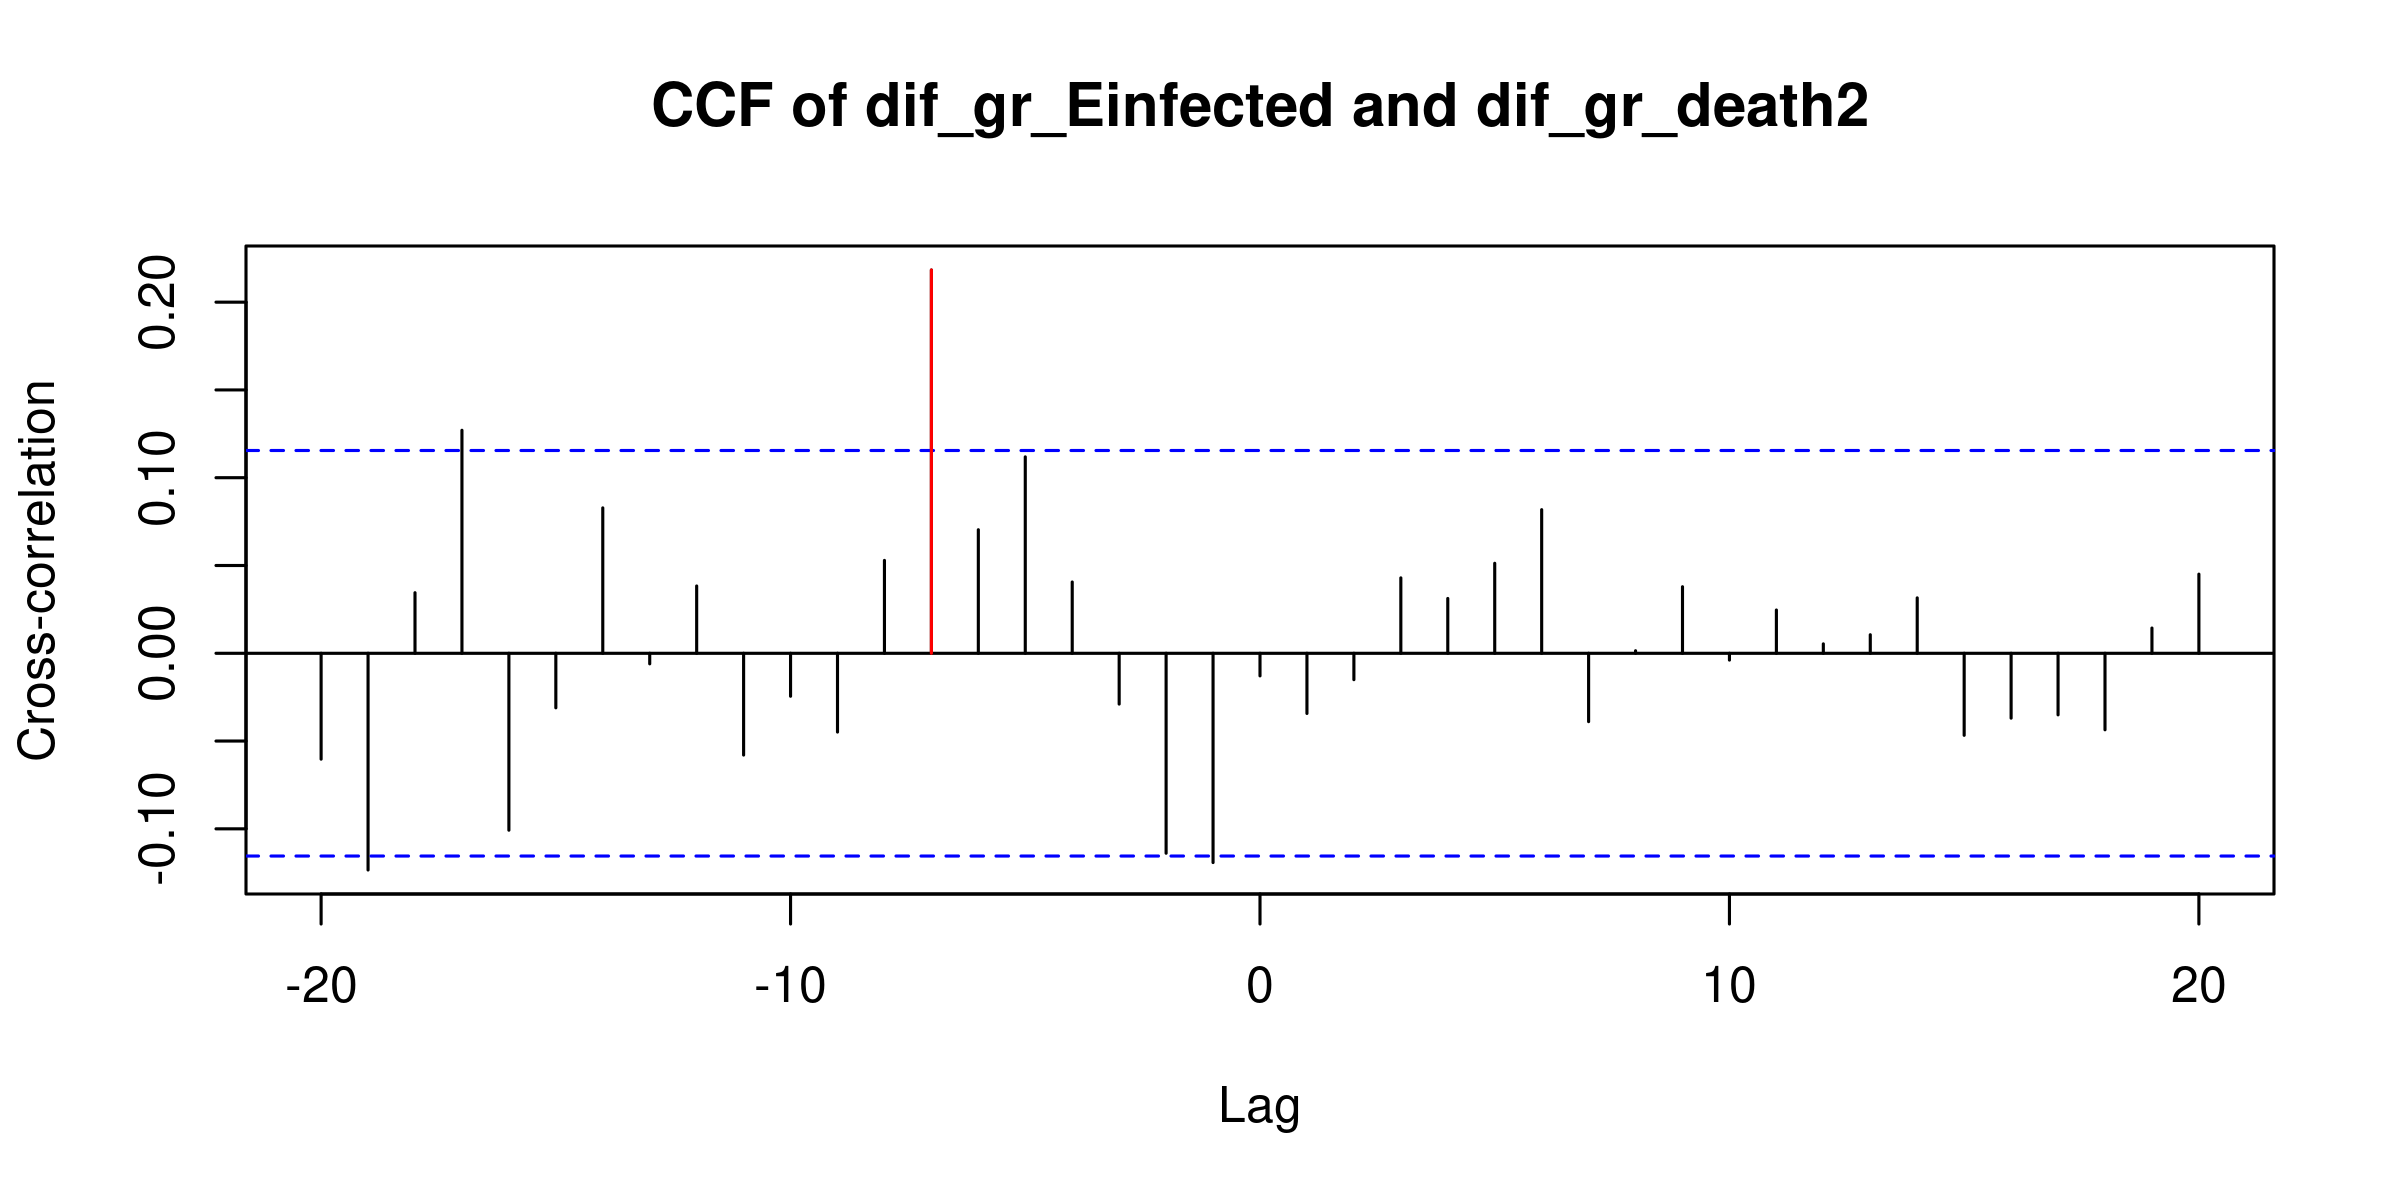 CCF of dif_gr_Einfected and dif_gr_death2
Cross-correlation
0.20
0.10
0.00
-0.10
-20 -10 0 10 20
Lag